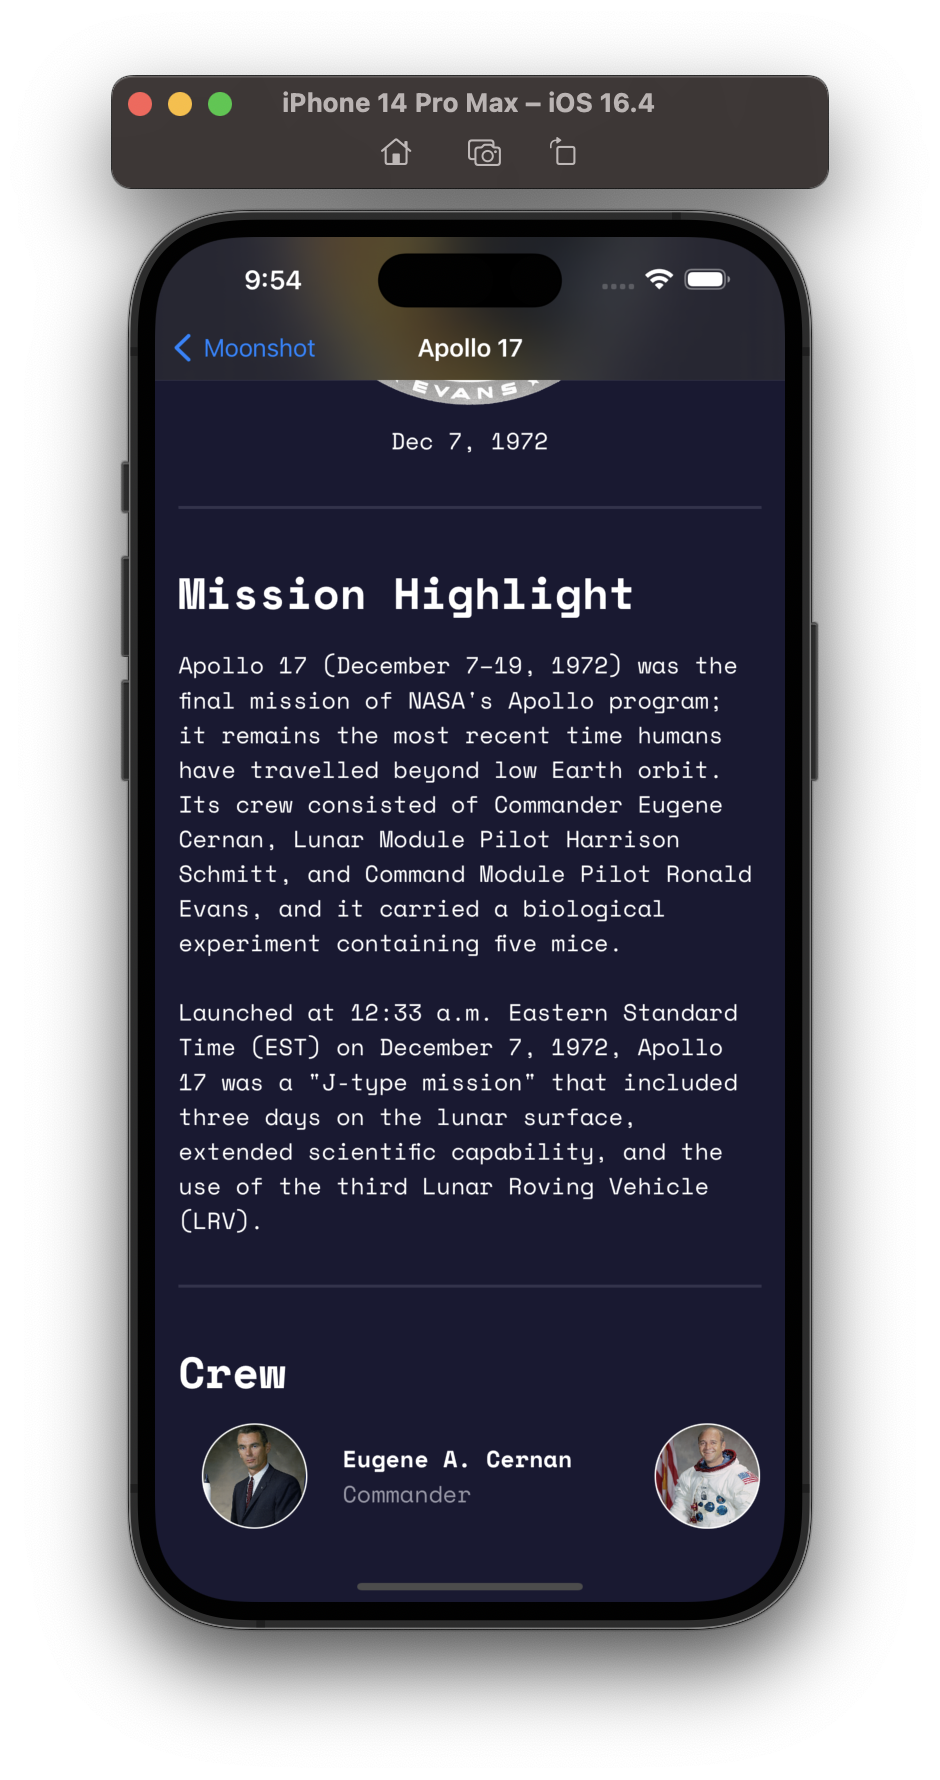 iPhone 14 Pro Max – iOS 16.4
9:54
Moonshot
Apollo 17
EVANS
Dec 7, 1972
Mission Highlight
Apollo 17 (December 7–19, 1972) was the
final mission of NASA's Apollo program;
it remains the most recent time humans
have travelled beyond low Earth orbit.
Its crew consisted of Commander Eugene
Cernan, Lunar Module Pilot Harrison
Schmitt, and Command Module Pilot Ronald
Evans, and it carried a biological
experiment containing five mice.
Launched at 12:33 a.m. Eastern Standard
Time (EST) on December 7, 1972, Apollo
17 was a "J-type mission" that included
three days on the lunar surface,
extended scientific capability, and the
use of the third Lunar Roving Vehicle
(LRV).
Crew
Eugene A. Cernan
Commander